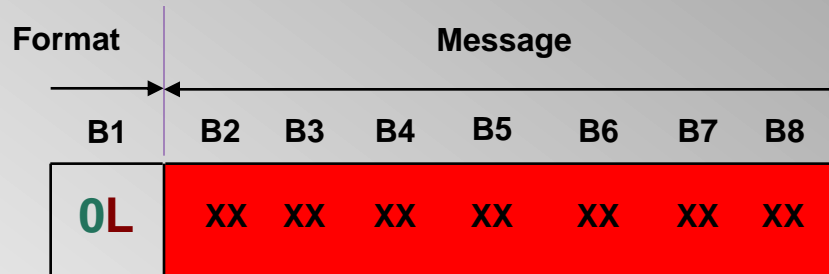 Format Message
B1 B2 B3 B4 B5 B6 B7 B8
0L XX XX XX XX XX XX XX